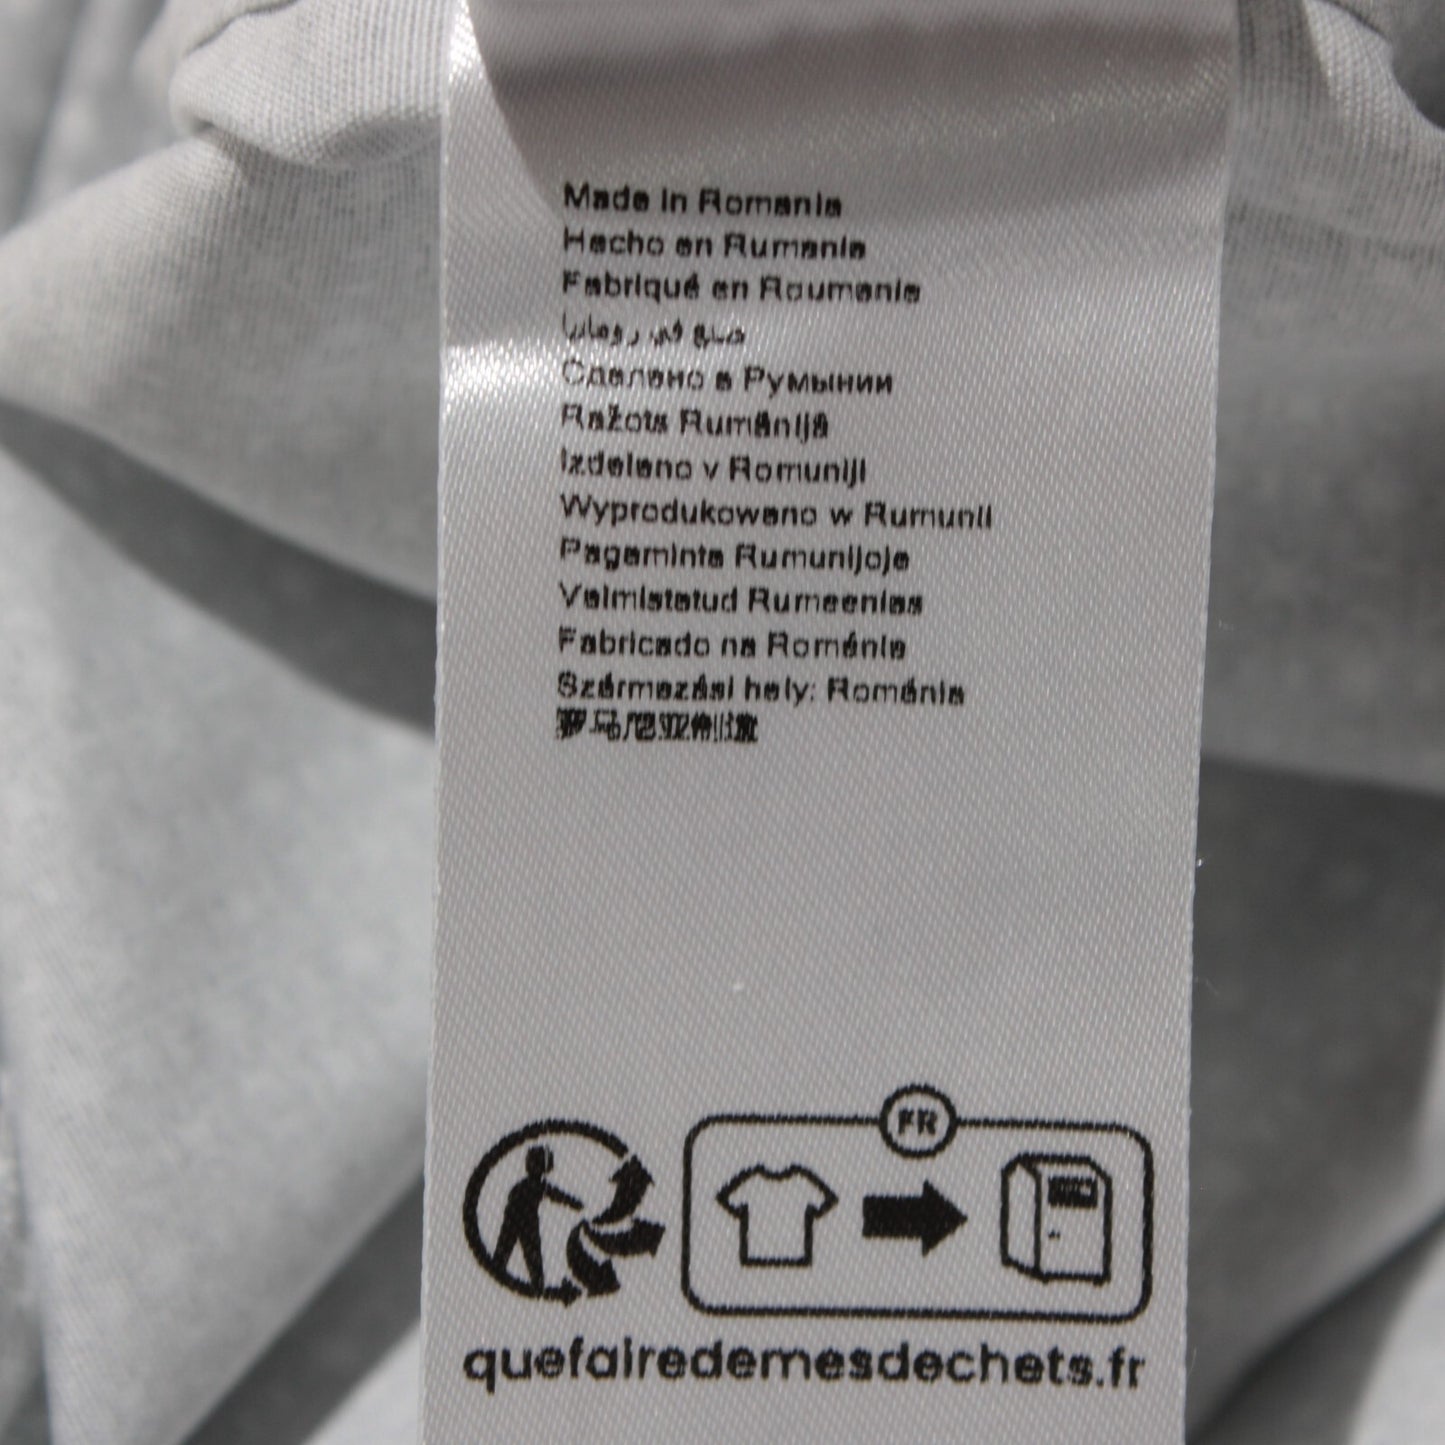 Made in Romania
Hecho en Rumania
Fabriqué en Roumanie
صنع في رومانيا
Сделано в Румынии
Ražots Rumānijā
Izdelano v Romuniji
Wyprodukowano w Rumunii
Pagaminta Rumunijoje
Valmistatud Rumeenias
Fabricado na Roménia
Származási hely: Románia
罗马尼亚制造
FR
quefairedemesdechets.fr